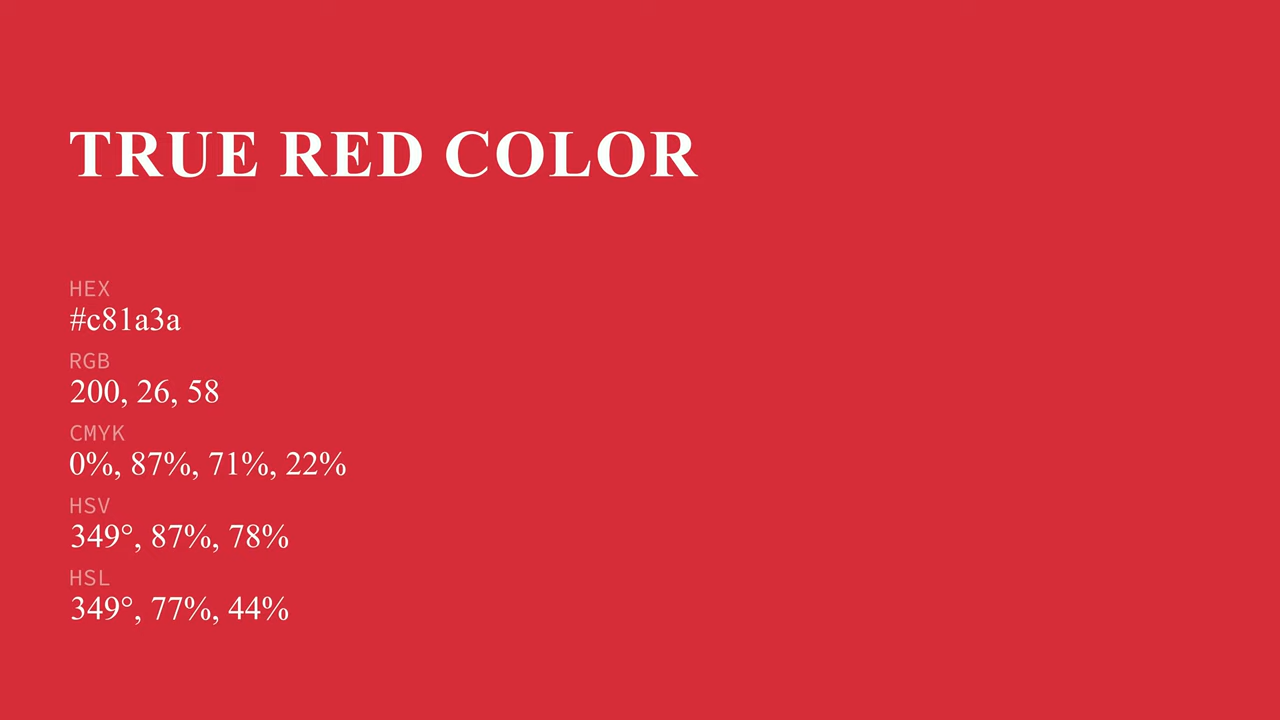 TRUE RED COLOR
HEX
#c81a3a
RGB
200, 26, 58
CMYK
0%, 87%, 71%, 22%
HSV
349°, 87%, 78%
HSL
349°, 77%, 44%